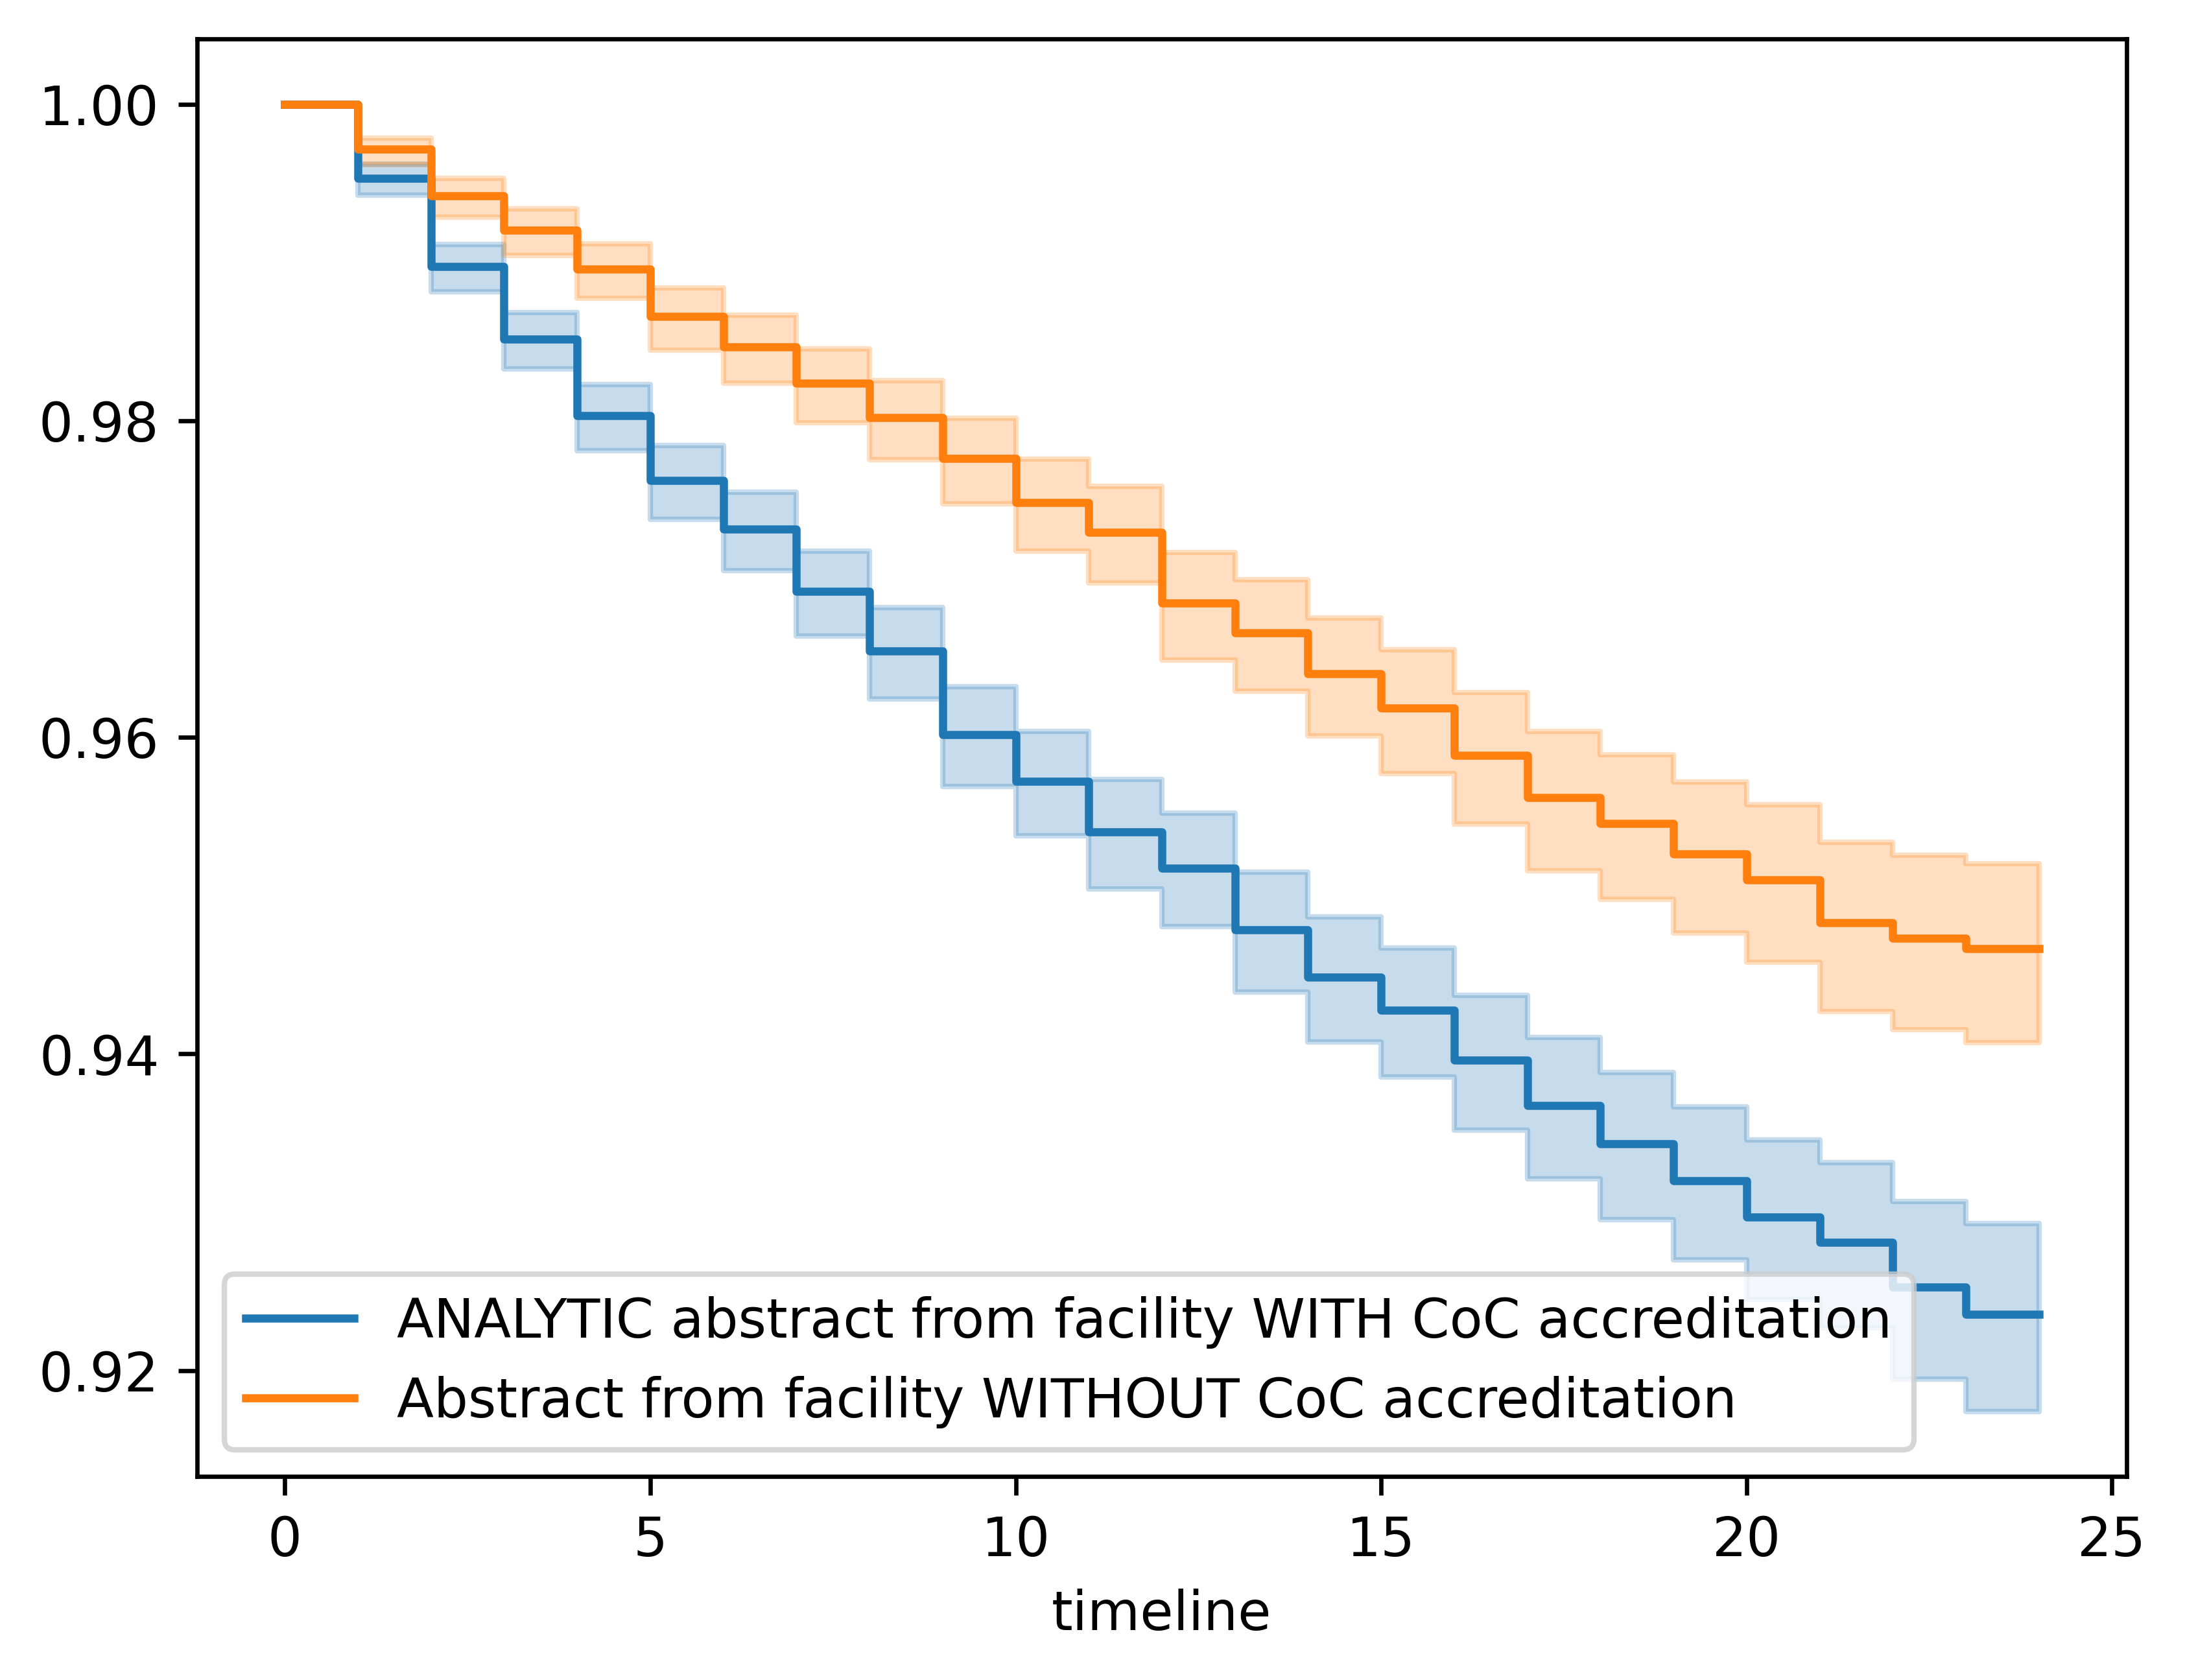 1.00
0.98
0.96
0.94
0.92
ANALYTIC abstract from facility WITH CoC accreditation
Abstract from facility WITHOUT CoC accreditation
0 5 10 15 20 25
timeline